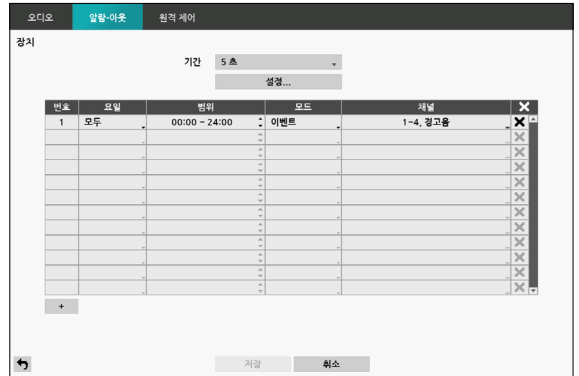 오디오 알람-아웃 원격 제어
장치
기간 5 초
설정...
번호 요일 범위 모드 채널
1 모두 00:00 ~ 24:00 이벤트 1~4, 경고음
+
저장 취소